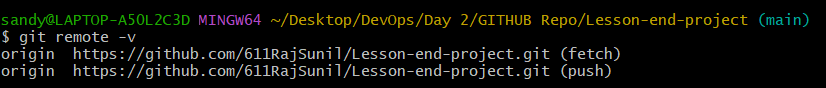 sandy@LAPTOP-A50L2C3D MINGW64 ~/Desktop/DevOps/Day 2/GITHUB Repo/Lesson-end-project (main)
$ git remote -v
origin  https://github.com/611RajSunil/Lesson-end-project.git (fetch)
origin  https://github.com/611RajSunil/Lesson-end-project.git (push)